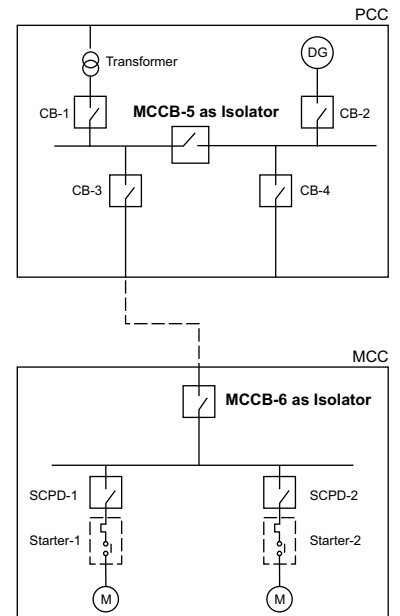 PCC
Transformer
DG
CB-1
MCCB-5 as Isolator
CB-2
CB-3
CB-4
MCC
MCCB-6 as Isolator
SCPD-1
SCPD-2
Starter-1
Starter-2
M
M